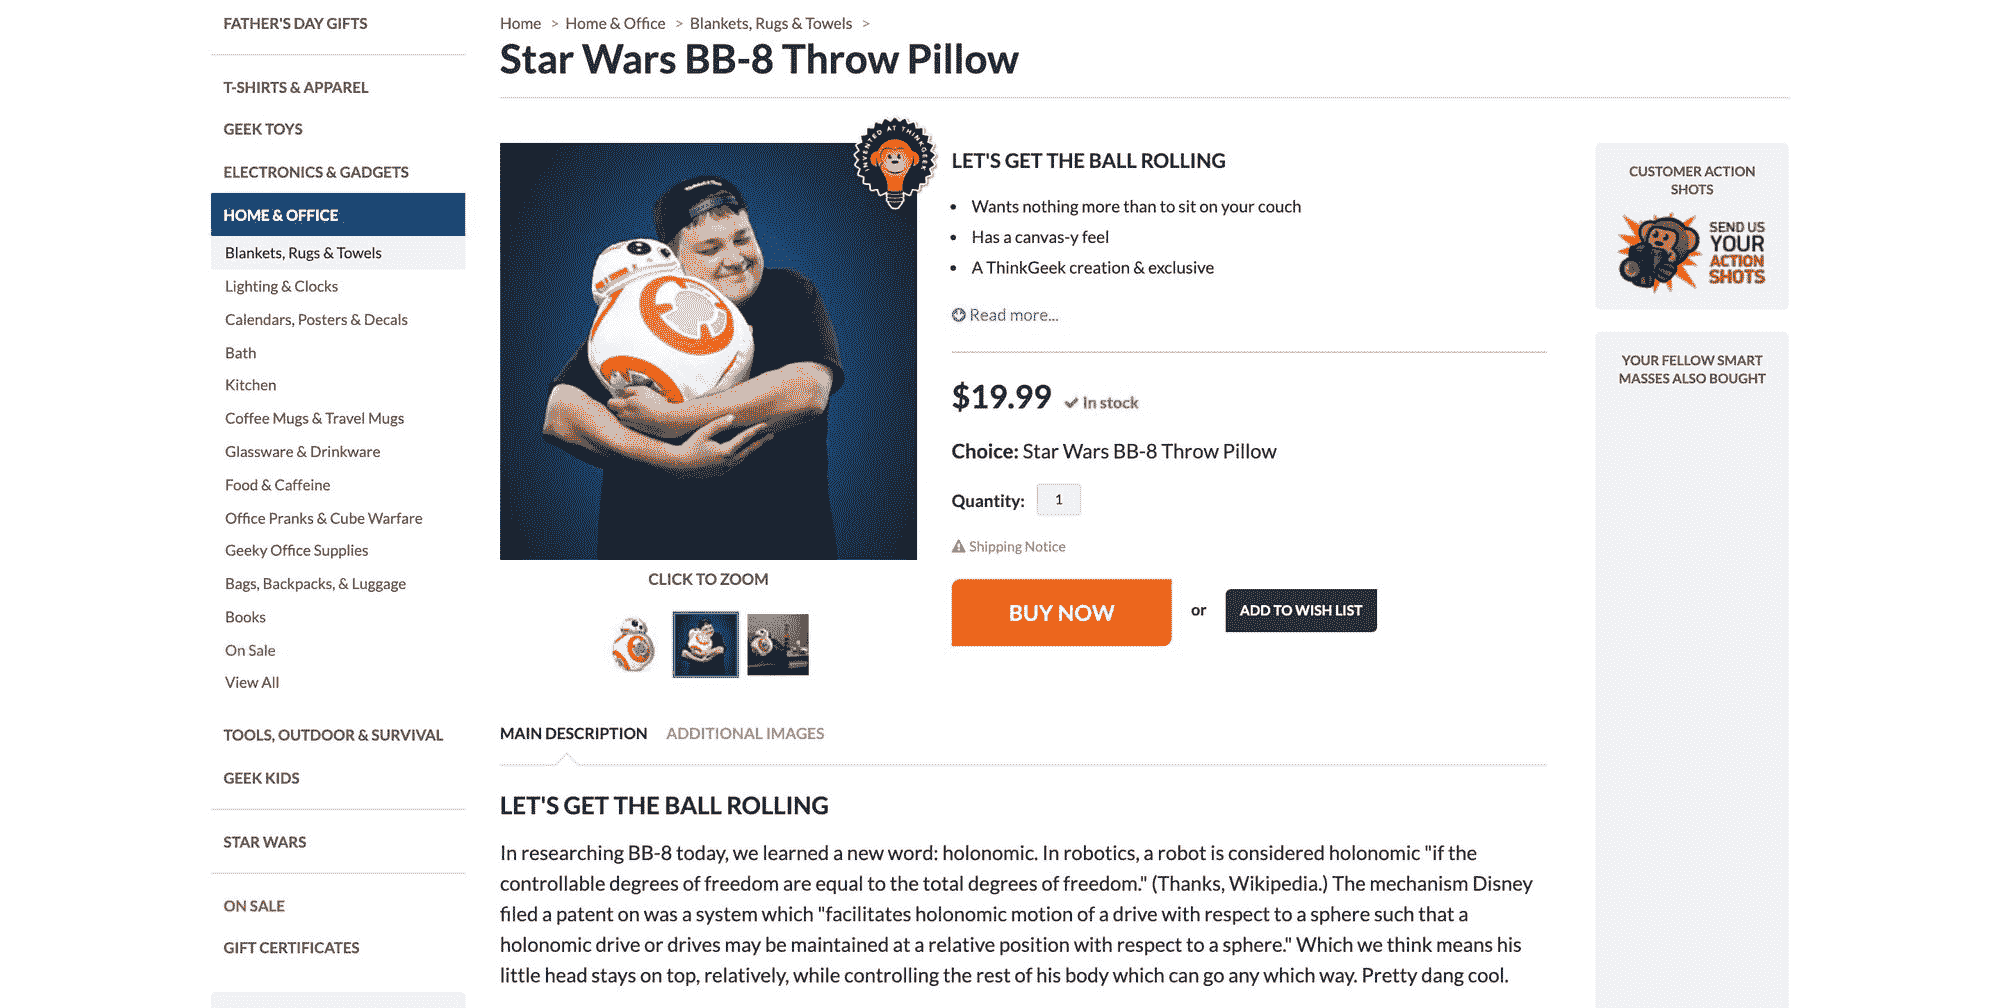 FATHER'S DAY GIFTS
T-SHIRTS & APPAREL
GEEK TOYS
ELECTRONICS & GADGETS
HOME & OFFICE
Blankets, Rugs & Towels
Lighting & Clocks
Calendars, Posters & Decals
Bath
Kitchen
Coffee Mugs & Travel Mugs
Glassware & Drinkware
Food & Caffeine
Office Pranks & Cube Warfare
Geeky Office Supplies
Bags, Backpacks, & Luggage
Books
On Sale
View All
TOOLS, OUTDOOR & SURVIVAL
GEEK KIDS
STAR WARS
ON SALE
GIFT CERTIFICATES
Home > Home & Office > Blankets, Rugs & Towels >
Star Wars BB-8 Throw Pillow
INVENTED AT THINKGEEK
CLICK TO ZOOM
LET'S GET THE BALL ROLLING
• Wants nothing more than to sit on your couch
• Has a canvas-y feel
• A ThinkGeek creation & exclusive
Read more...
$19.99 In stock
Choice: Star Wars BB-8 Throw Pillow
Quantity: 1
Shipping Notice
BUY NOW or ADD TO WISH LIST
MAIN DESCRIPTION ADDITIONAL IMAGES
LET'S GET THE BALL ROLLING
In researching BB-8 today, we learned a new word: holonomic. In robotics, a robot is considered holonomic "if the
controllable degrees of freedom are equal to the total degrees of freedom." (Thanks, Wikipedia.) The mechanism Disney
filed a patent on was a system which "facilitates holonomic motion of a drive with respect to a sphere such that a
holonomic drive or drives may be maintained at a relative position with respect to a sphere." Which we think means his
little head stays on top, relatively, while controlling the rest of his body which can go any which way. Pretty dang cool.
CUSTOMER ACTION
SHOTS
SEND US
YOUR
ACTION
SHOTS
YOUR FELLOW SMART
MASSES ALSO BOUGHT